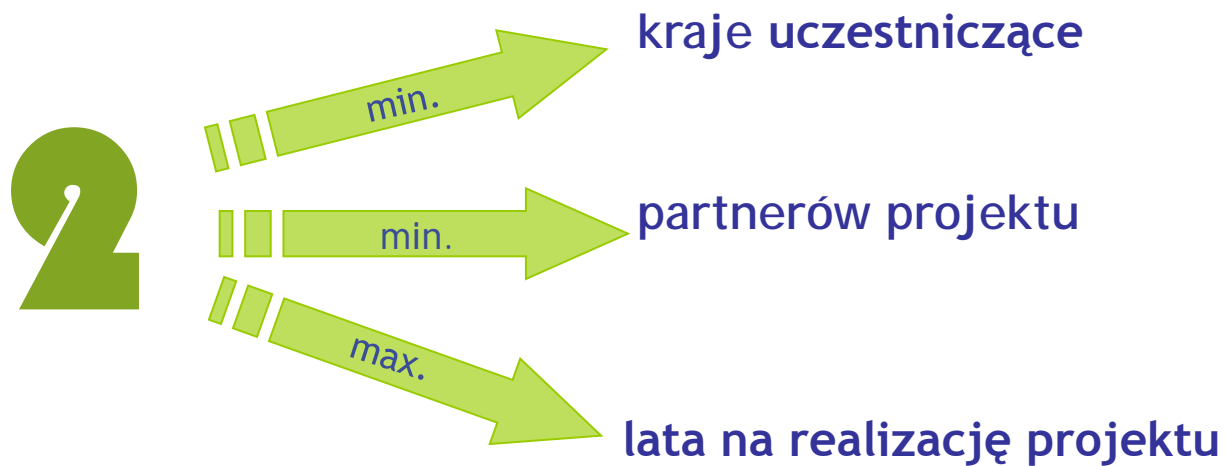 kraje uczestniczące
min.
2
partnerów projektu
min.
max.
lata na realizację projektu